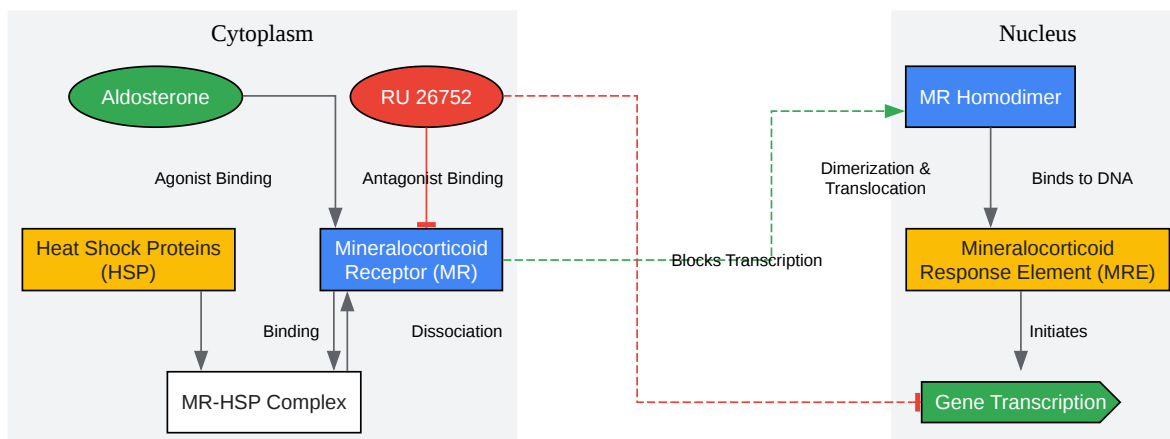 Cytoplasm
Nucleus
Aldosterone
RU 26752
MR Homodimer
Agonist Binding
Antagonist Binding
Dimerization &
Translocation
Binds to DNA
Heat Shock Proteins
(HSP)
Mineralocorticoid
Receptor (MR)
Blocks Transcription
Mineralocorticoid
Response Element (MRE)
Binding
Dissociation
Initiates
MR-HSP Complex
Gene Transcription